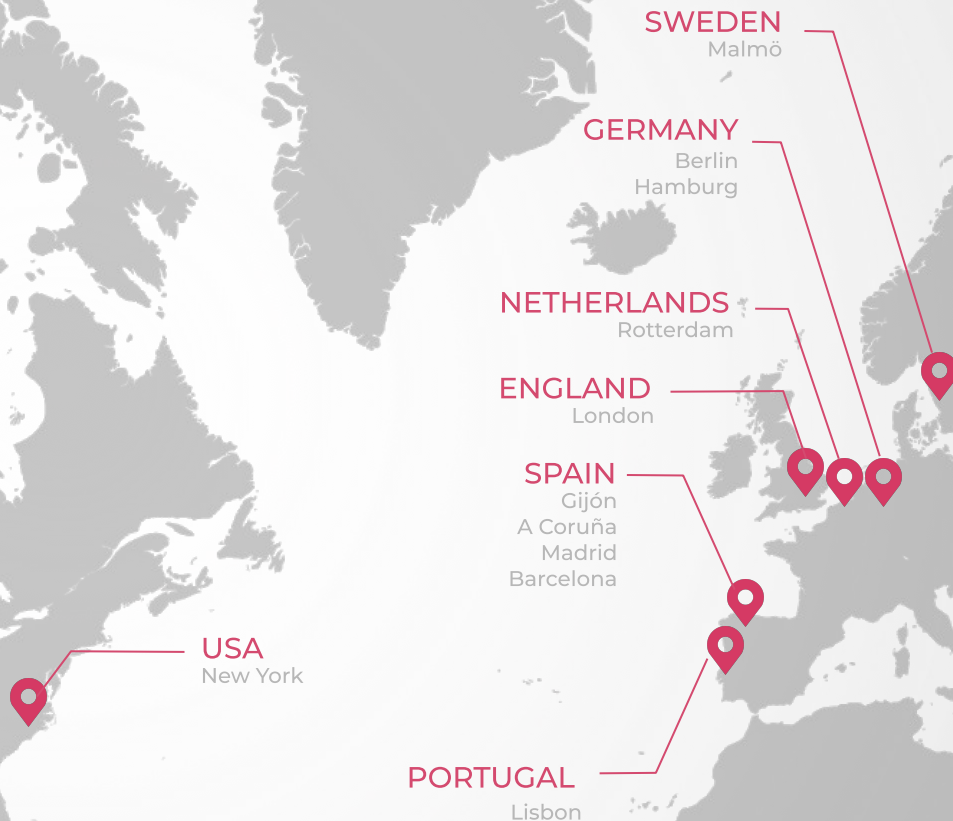 SWEDEN
Malmö
GERMANY
Berlin
Hamburg
NETHERLANDS
Rotterdam
ENGLAND
London
SPAIN
Gijón
A Coruña
Madrid
Barcelona
USA
New York
PORTUGAL
Lisbon